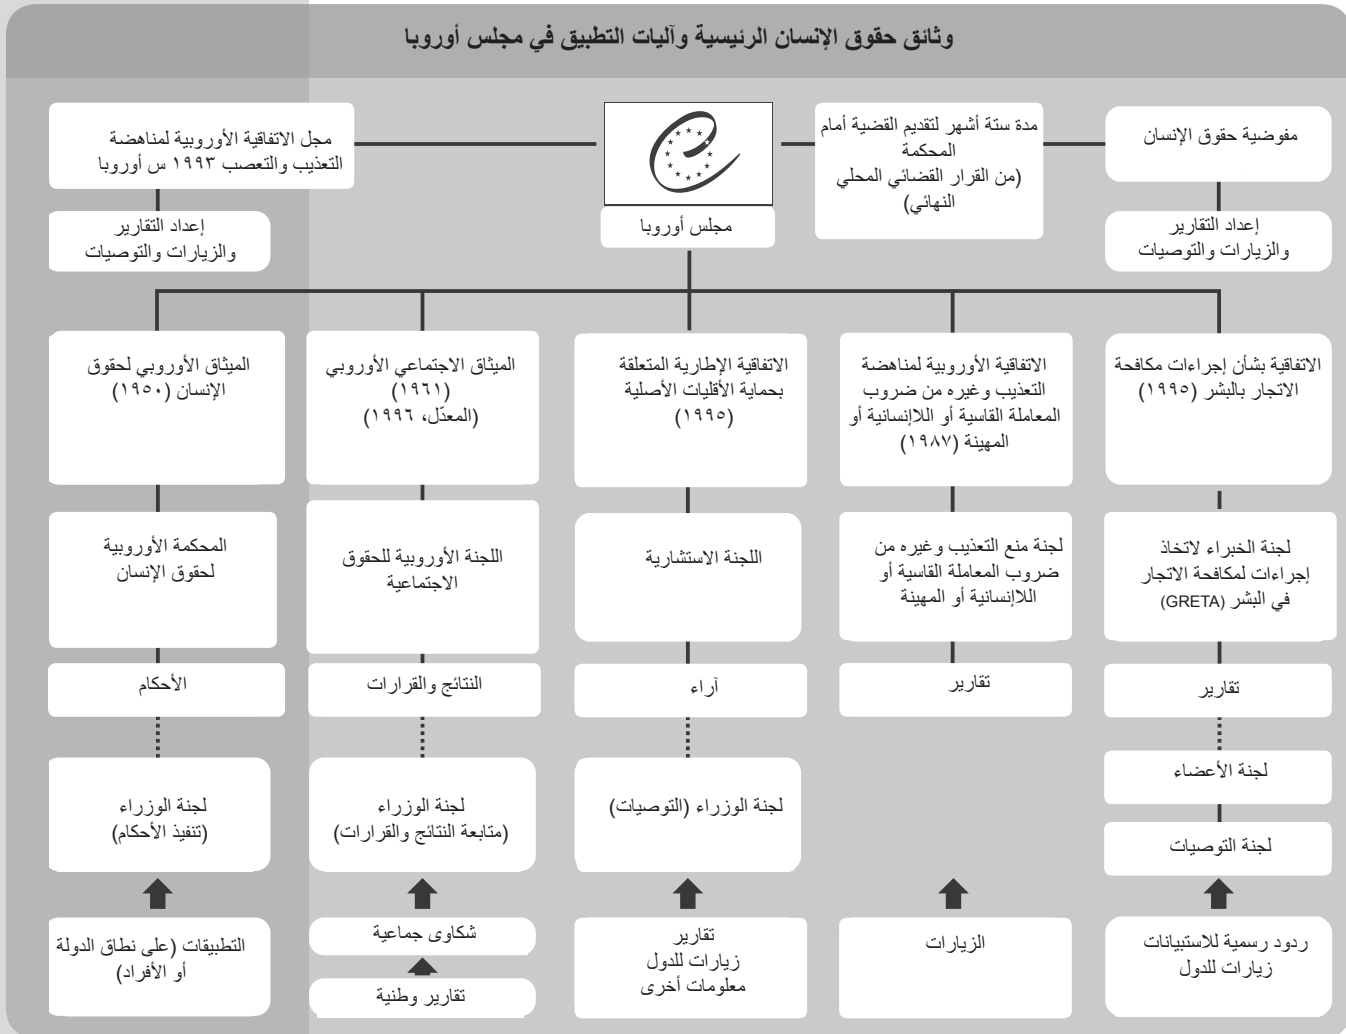 وثائق حقوق الإنسان الرئيسية وآليات التطبيق في مجلس أوروبا
مفوضية حقوق الإنسان
إعداد التقارير
والزيارات والتوصيات
مدة ستة أشهر لتقديم القضية أمام
المحكمة
(من القرار القضائي المحلي
النهائي)
مجلس أوروبا
مجل الاتفاقية الأوروبية لمناهضة
التعذيب والتعصب ١٩٩٣ س أوروبا
إعداد التقارير
والزيارات والتوصيات
الاتفاقية بشأن إجراءات مكافحة
الاتجار بالبشر (١٩٩٥)
الاتفاقية الأوروبية لمناهضة
التعذيب وغيره من ضروب
المعاملة القاسية أو اللاإنسانية أو
المهينة (١٩٨٧)
الاتفاقية الإطارية المتعلقة
بحماية الأقليات الأصلية
(١٩٩٥)
الميثاق الاجتماعي الأوروبي
(١٩٦١)
(المعدّل، ١٩٩٦)
الميثاق الأوروبي لحقوق
الإنسان (١٩٥٠)
لجنة الخبراء لاتخاذ
إجراءات لمكافحة الاتجار
في البشر (GRETA)
لجنة منع التعذيب وغيره من
ضروب المعاملة القاسية أو
اللاإنسانية أو المهينة
اللجنة الاستشارية
اللجنة الأوروبية للحقوق
الاجتماعية
المحكمة الأوروبية
لحقوق الإنسان
تقارير
تقارير
آراء
النتائج والقرارات
الأحكام
لجنة الأعضاء
لجنة التوصيات
لجنة الوزراء (التوصيات)
لجنة الوزراء
(متابعة النتائج والقرارات)
لجنة الوزراء
(تنفيذ الأحكام)
ردود رسمية للاستبيانات
زيارات للدول
الزيارات
تقارير
زيارات للدول
معلومات أخرى
شكاوى جماعية
تقارير وطنية
التطبيقات (على نطاق الدولة
أو الأفراد)